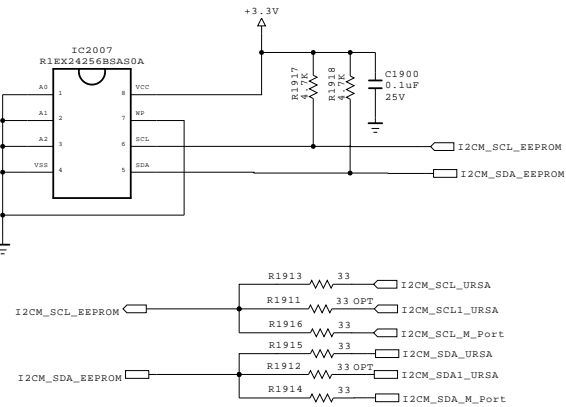 +3.3V
IC2007
R1EX24256BSAS0A
A0 1 8 VCC
A1 2 7 WP
A2 3 6 SCL
VSS 4 5 SDA
R1917 4.7K
R1918 4.7K
C1900
0.1uF
25V
I2CM_SCL_EEPROM
I2CM_SDA_EEPROM
R1913 33 I2CM_SCL_URSA
R1911 33 OPT I2CM_SCL1_URSA
I2CM_SCL_EEPROM
R1916 33 I2CM_SCL_M_Port
R1915 33 I2CM_SDA_URSA
R1912 33 OPT I2CM_SDA1_URSA
I2CM_SDA_EEPROM
R1914 33 I2CM_SDA_M_Port